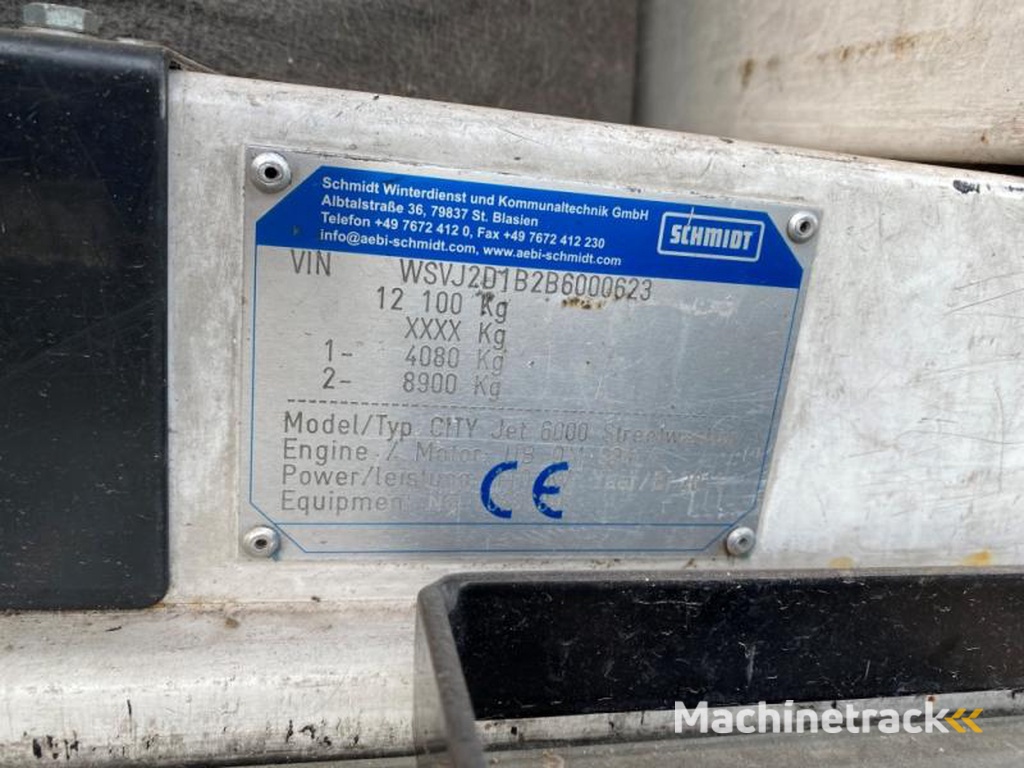 Schmidt Winterdienst und Kommunaltechnik GmbH
Albtalstraße 36, 79837 St. Blasien
Telefon +49 7672 412 0, Fax +49 7672 412 230
info@aebi-schmidt.com, www.aebi-schmidt.com
SCHMIDT
VIN WSVJ2D1B2B6000623
12 100 Kg
XXXX Kg
1- 4080 Kg
2- 8900 Kg
Model/Typ CITY Jet 6000
Engine / Motor
Power/leistung
Equipment
CE
Machinetrack